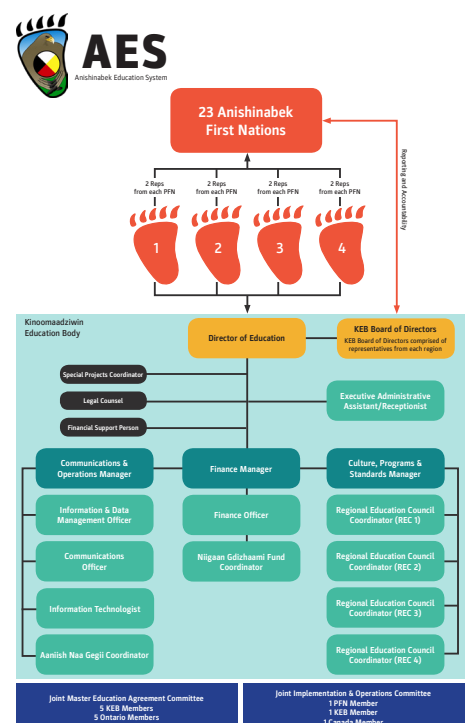 AES
Anishinabek Education System
23 Anishinabek
First Nations
Reporting and Accountability
2 Reps
from each PFN
2 Reps
from each PFN
2 Reps
from each PFN
2 Reps
from each PFN
1
2
3
4
Kinoomaadziwin
Education Body
Director of Education
KEB Board of Directors
KEB Board of Directors comprised of
representatives from each region
Special Projects Coordinator
Legal Counsel
Financial Support Person
Executive Administrative
Assistant/Receptionist
Communications &
Operations Manager
Finance Manager
Culture, Programs &
Standards Manager
Information & Data
Management Officer
Finance Officer
Regional Education Council
Coordinator (REC 1)
Communications
Officer
Niigaan Gdizhaami Fund
Coordinator
Regional Education Council
Coordinator (REC 2)
Information Technologist
Regional Education Council
Coordinator (REC 3)
Aaniish Naa Gegii Coordinator
Regional Education Council
Coordinator (REC 4)
Joint Master Education Agreement Committee
5 KEB Members
5 Ontario Members
Joint Implementation & Operations Committee
1 PFN Member
1 KEB Member
1 Canada Member